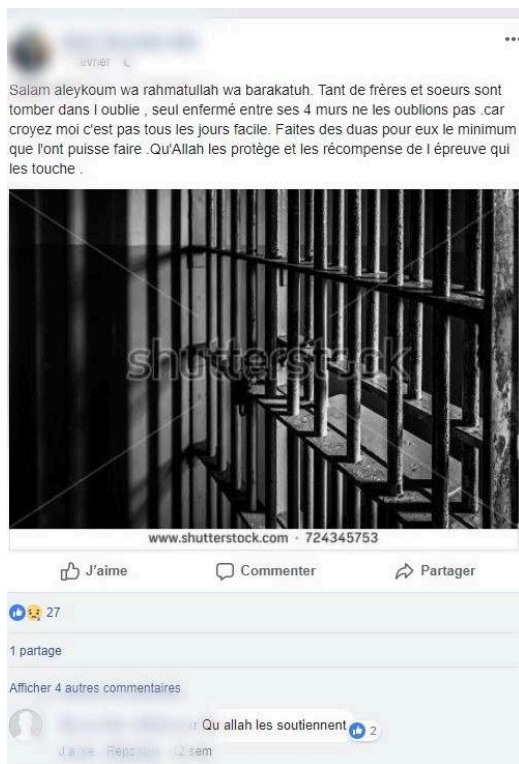 Salam aleykoum wa rahmatullah wa barakatuh. Tant de frères et soeurs sont
tomber dans l oublie , seul enfermé entre ses 4 murs ne les oublions pas .car
croyez moi c'est pas tous les jours facile. Faites des duas pour eux le minimum
que l'ont puisse faire .Qu'Allah les protège et les récompense de l épreuve qui
les touche .
shutterstock
www.shutterstock.com · 724345753
J'aime Commenter Partager
27
1 partage
Afficher 4 autres commentaires
Qu allah les soutiennent 2
J'aime Répondre 12 sem